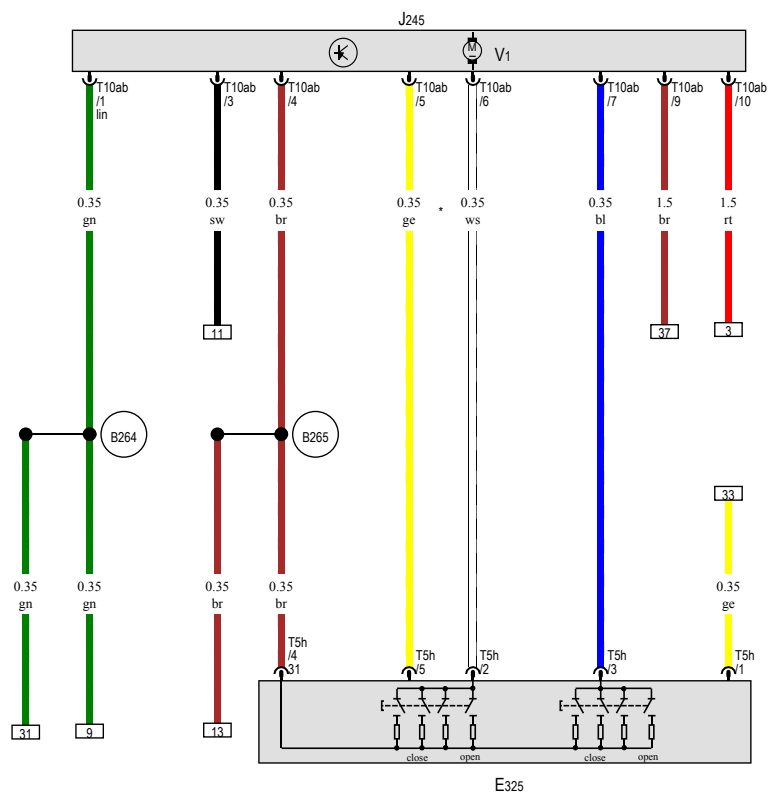 J245
M
V1
T10ab
/1
lin
T10ab
/3
T10ab
/4
T10ab
/5
T10ab
/6
T10ab
/7
T10ab
/9
T10ab
/10
0.35
gn
0.35
sw
0.35
br
0.35
ge
*
0.35
ws
0.35
bl
1.5
br
1.5
rt
11
37
3
B264
B265
33
0.35
gn
0.35
gn
0.35
br
0.35
br
0.35
ge
T5h
/4
31
T5h
/5
T5h
/2
T5h
/3
T5h
/1
31
9
13
close
open
close
open
E325